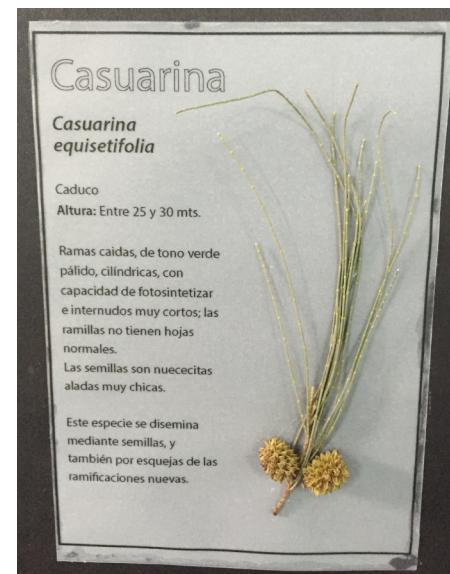 Casuarina
Casuarina
equisetifolia
Caduco
Altura: Entre 25 y 30 mts.
Ramas caidas, de tono verde
pálido, cilíndricas, con
capacidad de fotosintetizar
e internudos muy cortos; las
ramillas no tienen hojas
normales.
Las semillas son nuececitas
aladas muy chicas.
Este especie se disemina
mediante semillas, y
también por esquejas de las
ramificaciones nuevas.